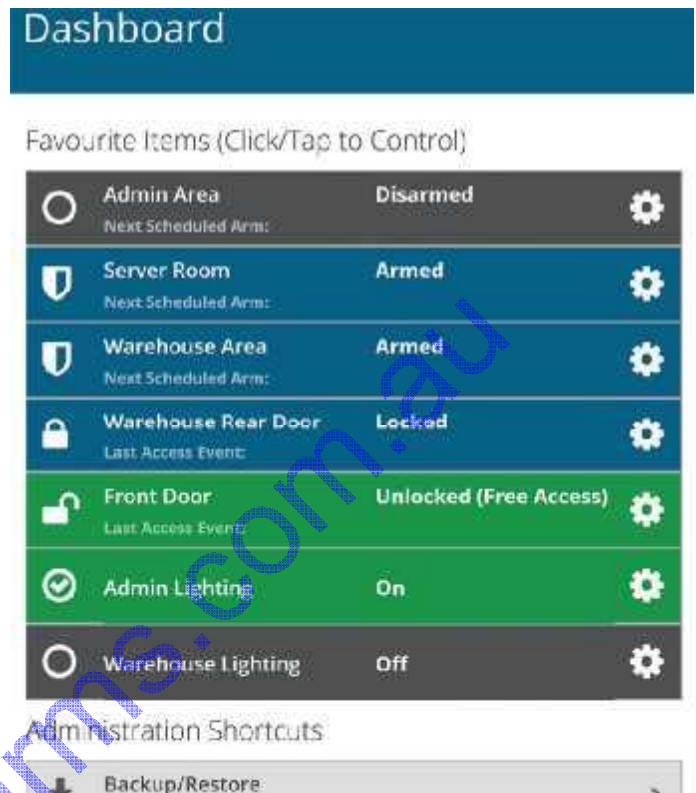 Dashboard
Favourite Items (Click/Tap to Control)
Admin Area Disarmed
Next Scheduled Arm:
Server Room Armed
Next Scheduled Arm:
Warehouse Area Armed
Next Scheduled Arm:
Warehouse Rear Door Locked
Last Access Event:
Front Door Unlocked (Free Access)
Last Access Event:
Admin Lighting On
Warehouse Lighting Off
Administration Shortcuts
Backup/Restore